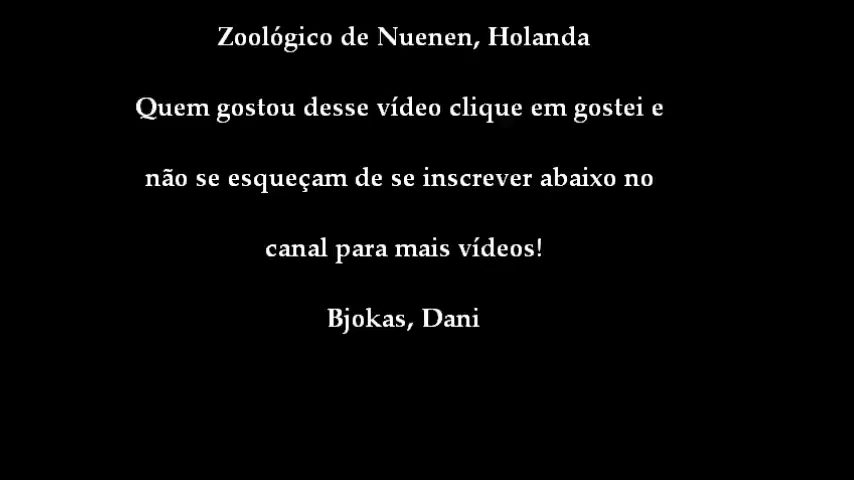 Zoológico de Nuenen, Holanda
Quem gostou desse vídeo clique em gostei e
não se esqueçam de se inscrever abaixo no
canal para mais vídeos!
Bjokas, Dani